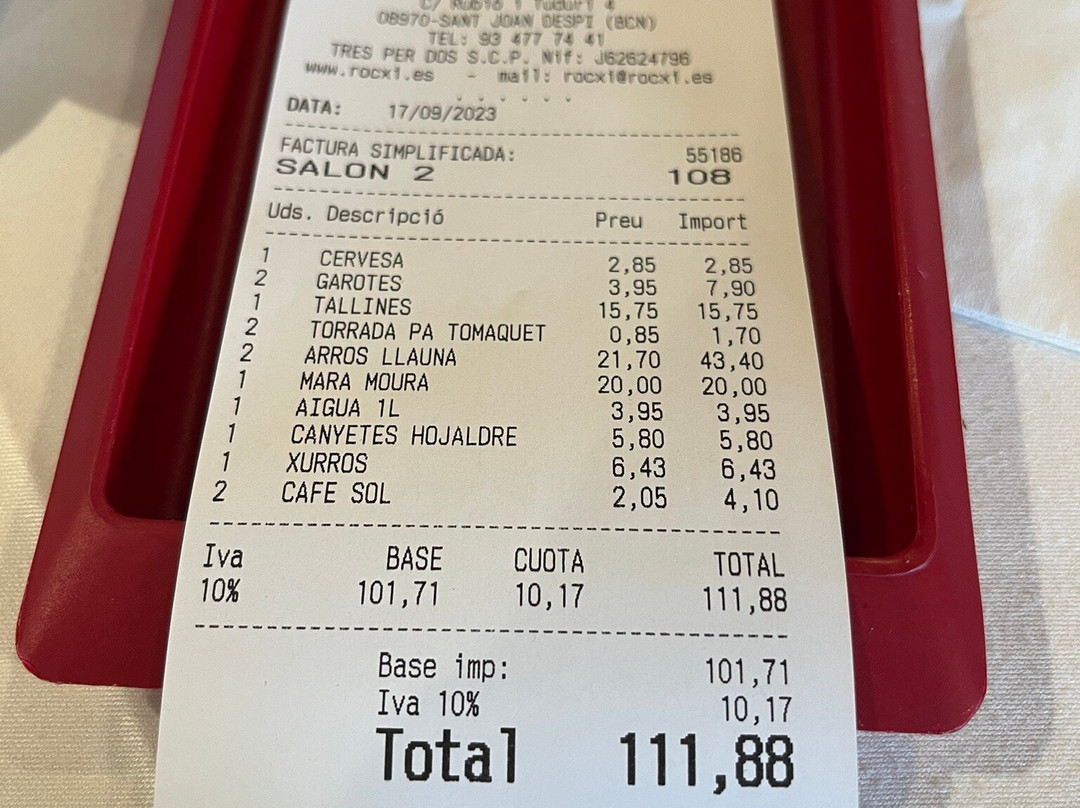 C/ Rubió i Tudurí 4
08970-SANT JOAN DESPI (BCN)
TEL: 93 477 74 41
TRES PER DOS S.C.P. Nif: J62624796
www.rocxi.es - mail: rocxi@rocxi.es
DATA: 17/09/2023
FACTURA SIMPLIFICADA: 55186
SALON 2 108
Uds. Descripció Preu Import
1 CERVESA 2,85 2,85
2 GAROTES 3,95 7,90
1 TALLINES 15,75 15,75
2 TORRADA PA TOMAQUET 0,85 1,70
2 ARROS LLAUNA 21,70 43,40
1 MARA MOURA 20,00 20,00
1 AIGUA 1L 3,95 3,95
1 CANYETES HOJALDRE 5,80 5,80
1 XURROS 6,43 6,43
2 CAFE SOL 2,05 4,10
Iva BASE CUOTA TOTAL
10% 101,71 10,17 111,88
Base imp: 101,71
Iva 10% 10,17
Total 111,88